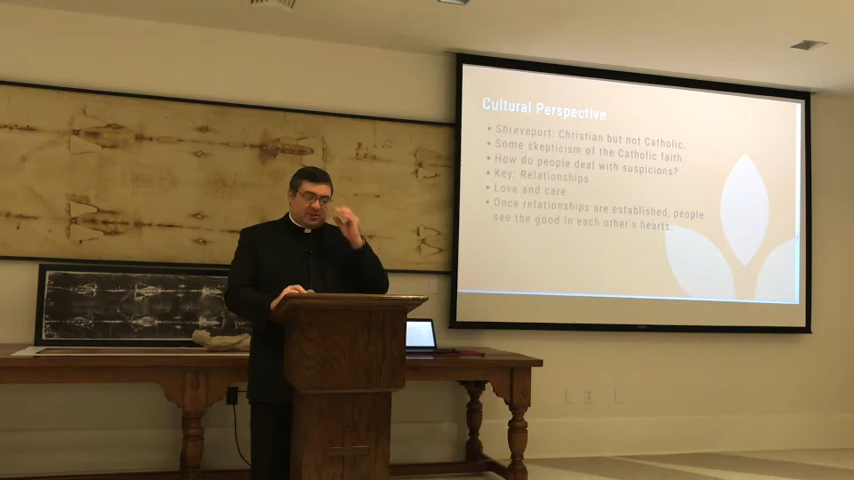 Cultural Perspective
• Shreveport: Christian but not Catholic.
• Some skepticism of the Catholic faith.
• How do people deal with suspicions?
• Key: Relationships
• Love and care.
• Once relationships are established, people
see the good in each other's hearts.